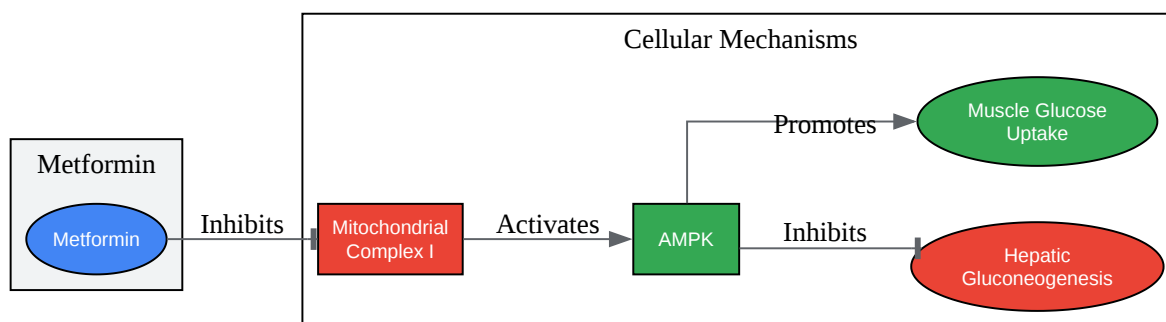 Cellular Mechanisms
Metformin
Metformin
Inhibits
Mitochondrial
Complex I
Activates
AMPK
Promotes
Muscle Glucose
Uptake
Inhibits
Hepatic
Gluconeogenesis